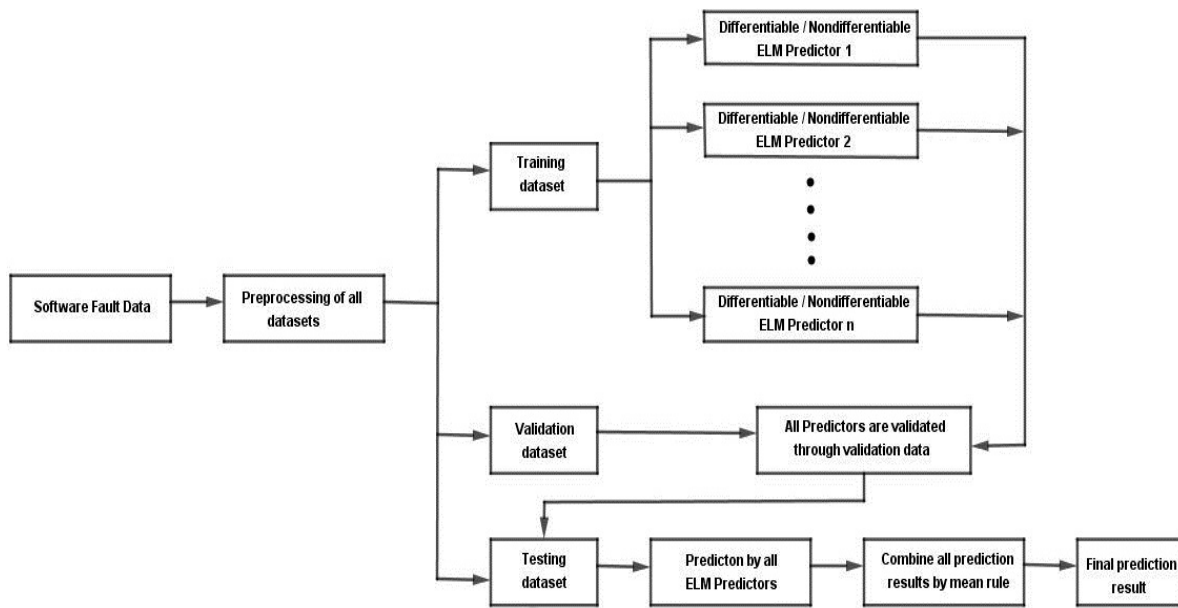 Differentiable / Nondifferentiable
ELM Predictor 1
Differentiable / Nondifferentiable
ELM Predictor 2
Training
dataset
Software Fault Data
Preprocessing of all
datasets
Differentiable / Nondifferentiable
ELM Predictor n
Validation
dataset
All Predictors are validated
through validation data
Testing
dataset
Predicton by all
ELM Predictors
Combine all prediction
results by mean rule
Final prediction
result